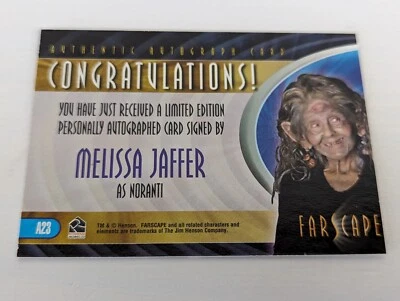 AUTHENTIC AUTOGRAPH CARD
CONGRATULATIONS!
YOU HAVE JUST RECEIVED A LIMITED EDITION
PERSONALLY AUTOGRAPHED CARD SIGNED BY
MELISSA JAFFER
AS NORANTI
FARSCAPE
A23
TM & © Henson. FARSCAPE and all related characters and
elements are trademarks of The Jim Henson Company.